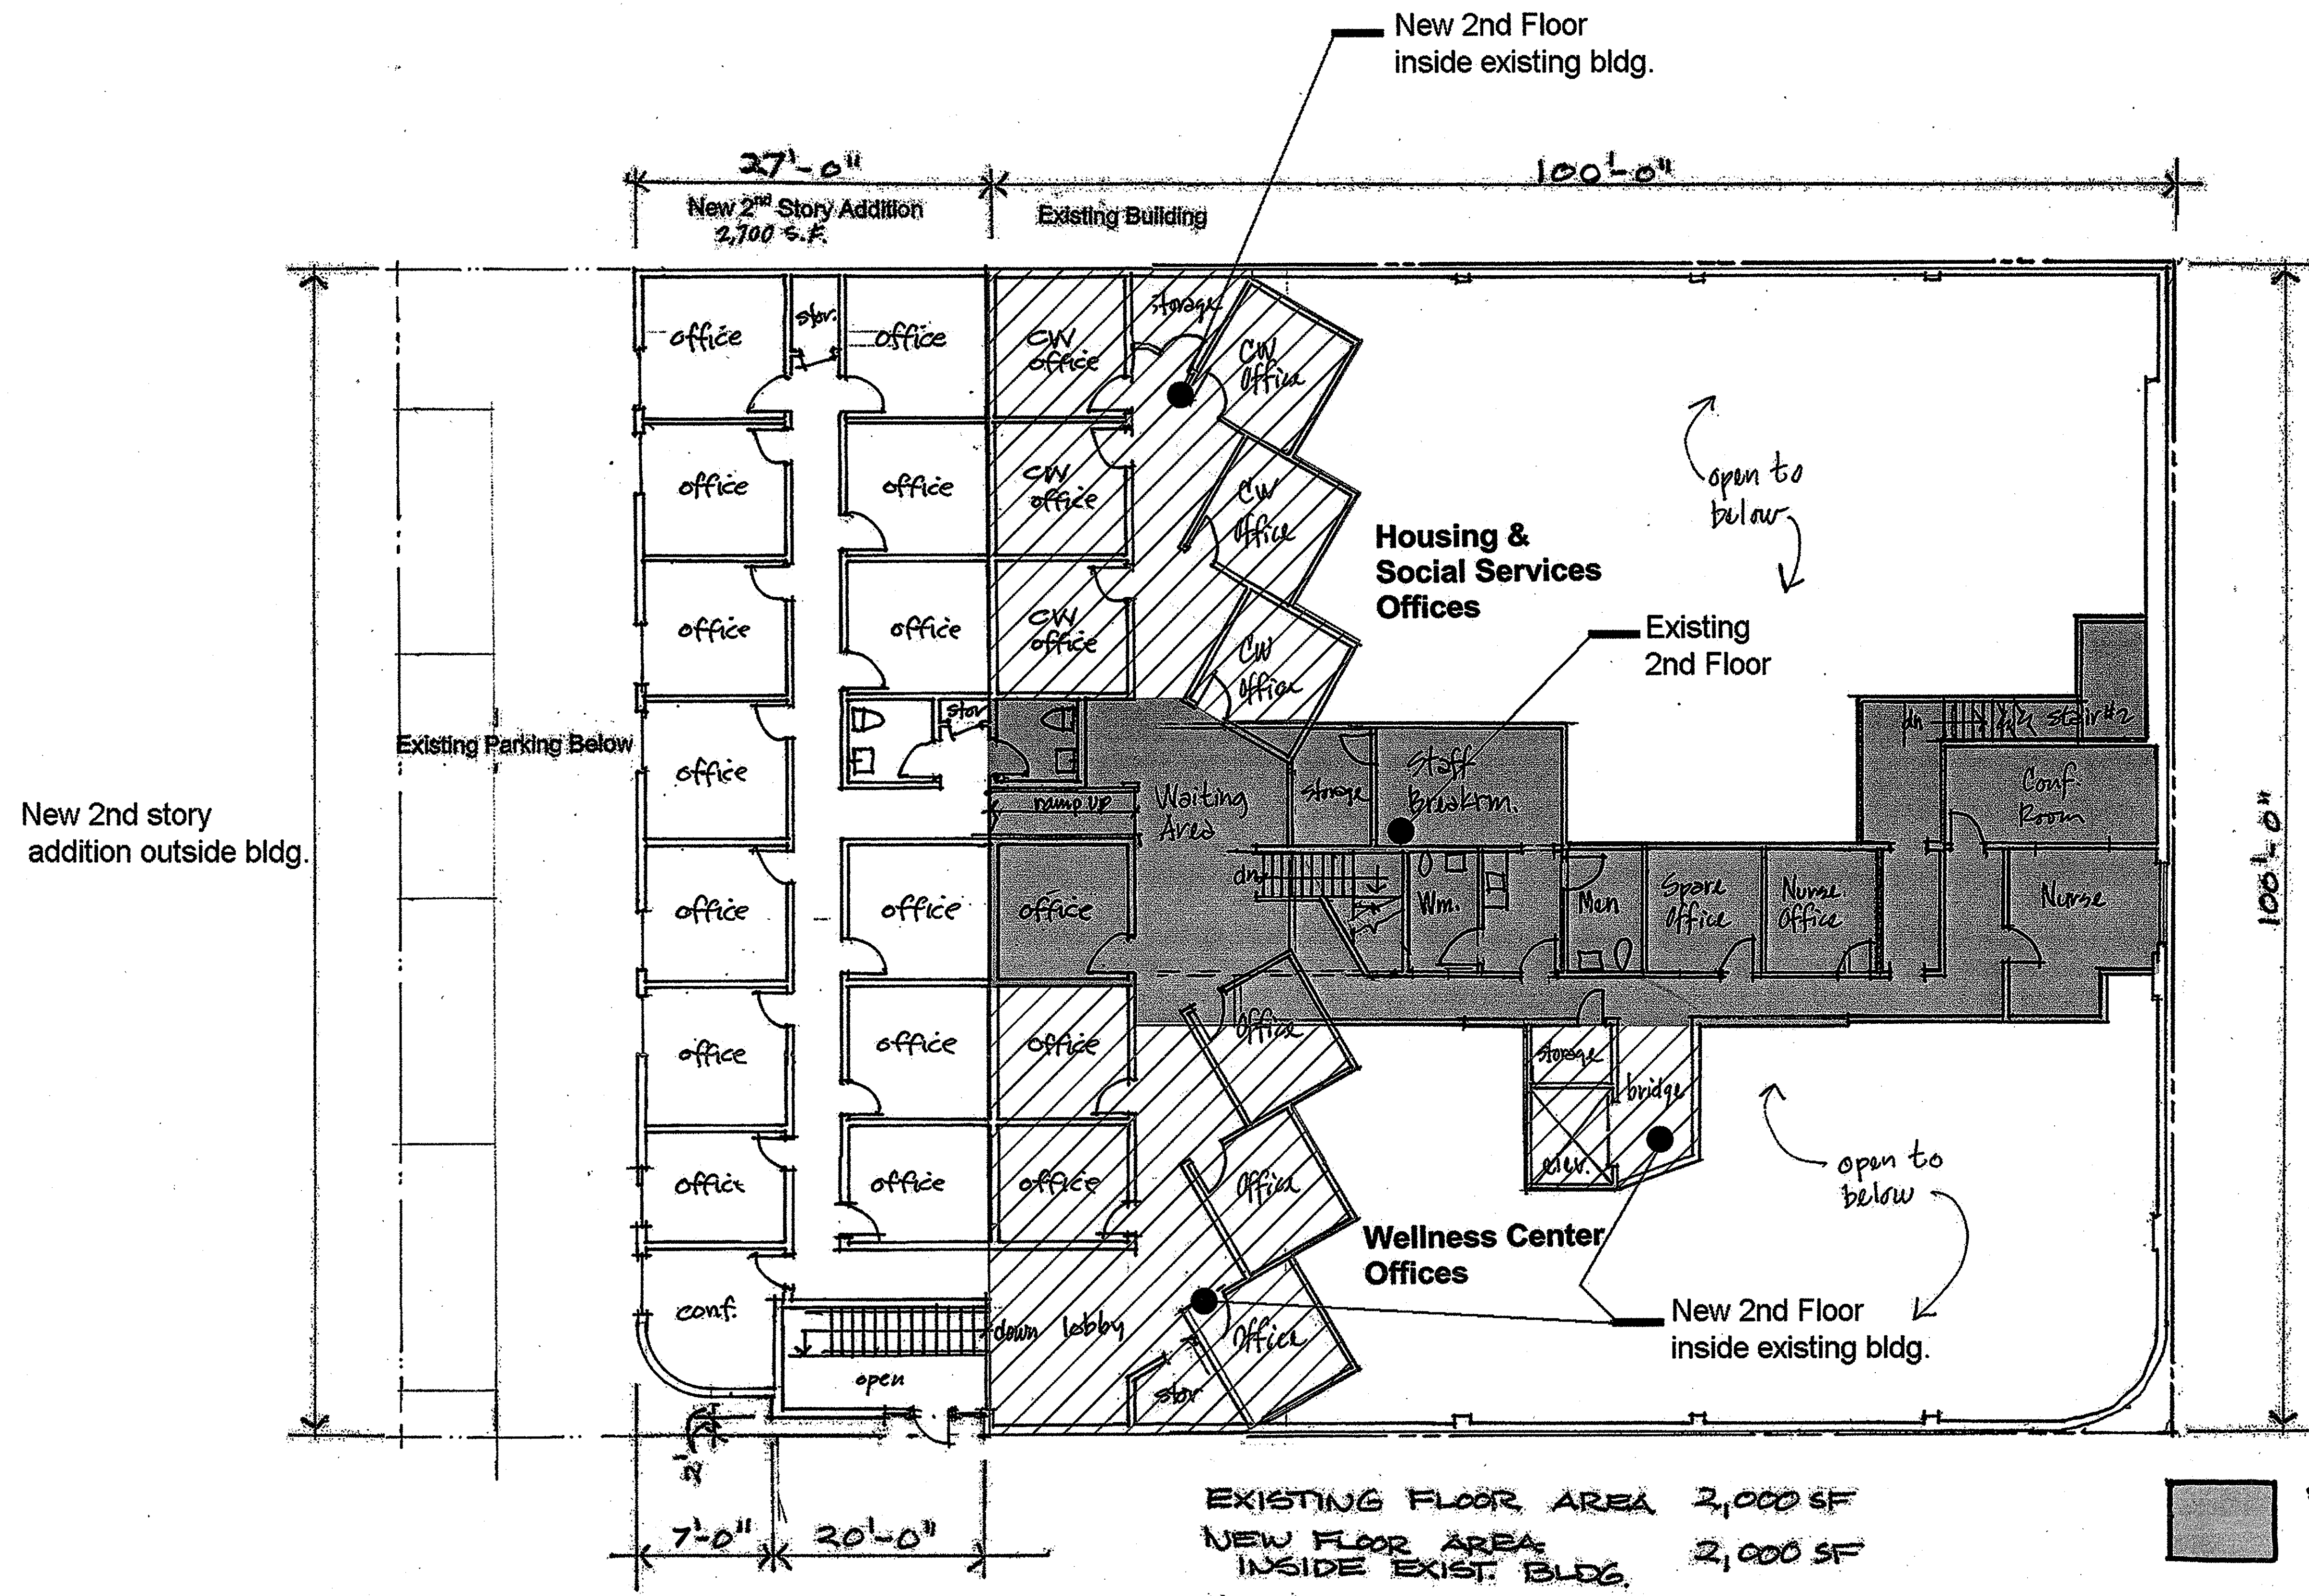 New 2nd Floor
inside existing bldg.
27'-0"
100'-0"
New 2nd Story Addition
2,700 S.F.
Existing Building
office
stor.
office
CW
office
Storage
CW
Office
office
office
CW
office
CW
Office
open to
below
Housing &
Social Services
Offices
office
office
CW
office
CW
Office
Existing
2nd Floor
stor
dn
Stair #2
Existing Parking Below
office
ramp up
Waiting
Area
storage
Staff
Breakrm.
Conf.
Room
New 2nd story
addition outside bldg.
100'-0"
office
office
office
dn
Wm.
Men
Spare
Office
Nurse
Office
Nurse
office
office
office
Office
storage
bridge
elev.
office
office
office
Office
open to
below
Wellness Center
Offices
conf.
down
lobby
Office
New 2nd Floor
inside existing bldg.
open
stor
2'
7'-0"
20'-0"
EXISTING FLOOR AREA 2,000 SF
NEW FLOOR AREA:
INSIDE EXIST. BLDG. 2,000 SF